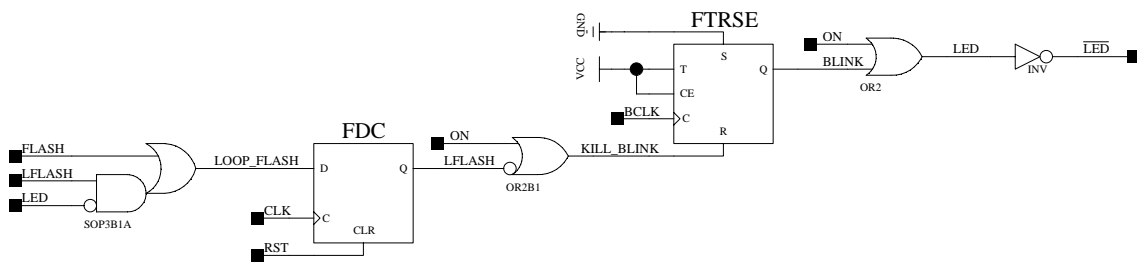 FTRSE
GND
S
VCC
T
Q
CE
BCLK
C
R
ON
BLINK
OR2
LED
INV
LED
FDC
FLASH
LFLASH
LED
SOP3B1A
LOOP_FLASH
D
Q
C
CLR
CLK
RST
ON
LFLASH
OR2B1
KILL_BLINK